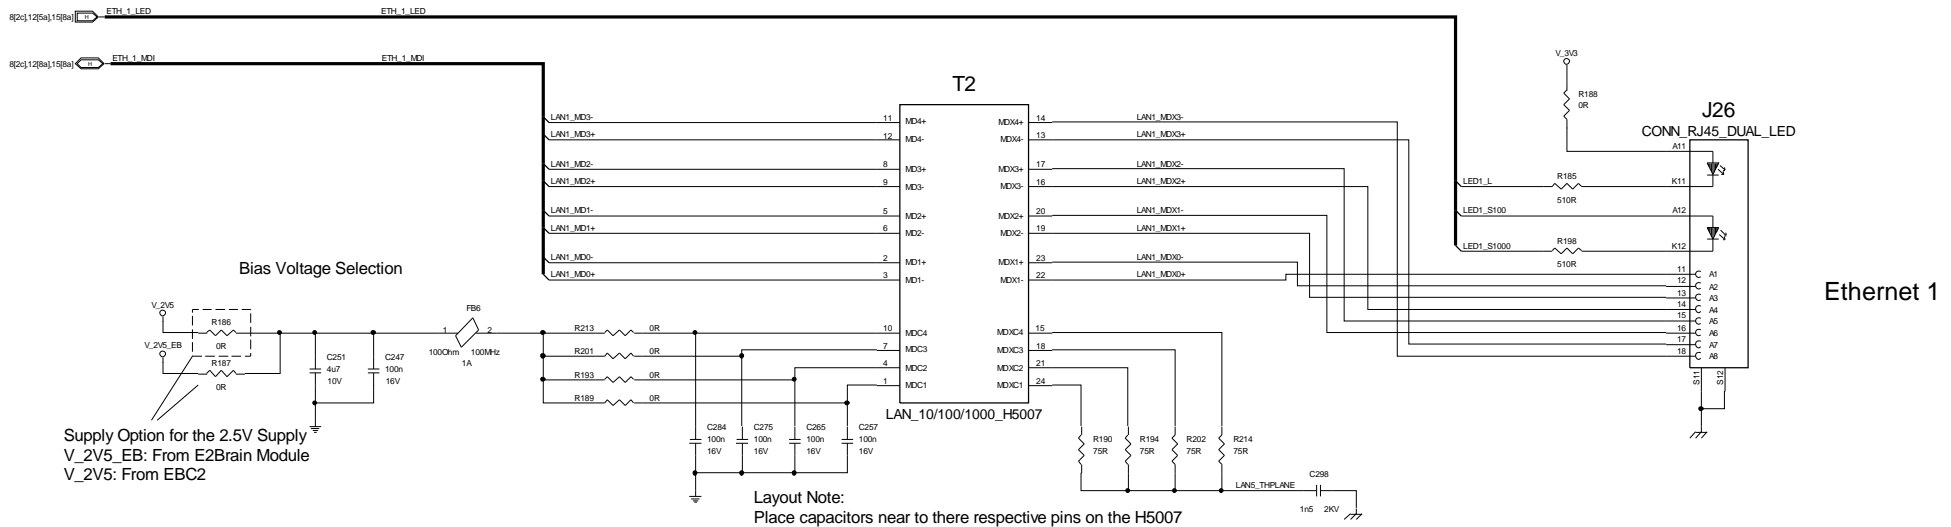 8[2c],12[5a],15[8a] H ETH_1_LED ETH_1_LED
8[2c],12[8a],15[8a] H ETH_1_MDI ETH_1_MDI
T2
LAN1_MD3- 11 MD4+ MDX4+ 14 LAN1_MDX3-
LAN1_MD3+ 12 MD4- MDX4- 13 LAN1_MDX3+
LAN1_MD2- 8 MD3+ MDX3+ 17 LAN1_MDX2-
LAN1_MD2+ 9 MD3- MDX3- 16 LAN1_MDX2+
LAN1_MD1- 5 MD2+ MDX2+ 20 LAN1_MDX1-
LAN1_MD1+ 6 MD2- MDX2- 19 LAN1_MDX1+
LAN1_MD0- 2 MD1+ MDX1+ 23 LAN1_MDX0-
LAN1_MD0+ 3 MD1- MDX1- 22 LAN1_MDX0+
10 MDC4 MDXC4 15
7 MDC3 MDXC3 18
4 MDC2 MDXC2 21
1 MDC1 MDXC1 24
LAN_10/100/1000_H5007
V_3V3
R188
0R
J26
CONN_RJ45_DUAL_LED
A11
LED1_L R185 K11
510R
LED1_S100 A12
LED1_S1000 R198 K12
510R
11 A1
12 A2
13 A3
14 A4
15 A5
16 A6
17 A7
18 A8
S11
S12
Ethernet 1
Bias Voltage Selection
V_2V5
R186
0R
V_2V5_EB
R187
0R
C251
4u7
10V
C247
100n
16V
FB6
1 2
100Ohm 100MHz
1A
R213 0R
R201 0R
R193 0R
R189 0R
Supply Option for the 2.5V Supply
V_2V5_EB: From E2Brain Module
V_2V5: From EBC2
C284
100n
16V
C275
100n
16V
C265
100n
16V
C257
100n
16V
R190
75R
R194
75R
R202
75R
R214
75R
LAN5_THPLANE
C298
1n5 2KV
Layout Note:
Place capacitors near to there respective pins on the H5007